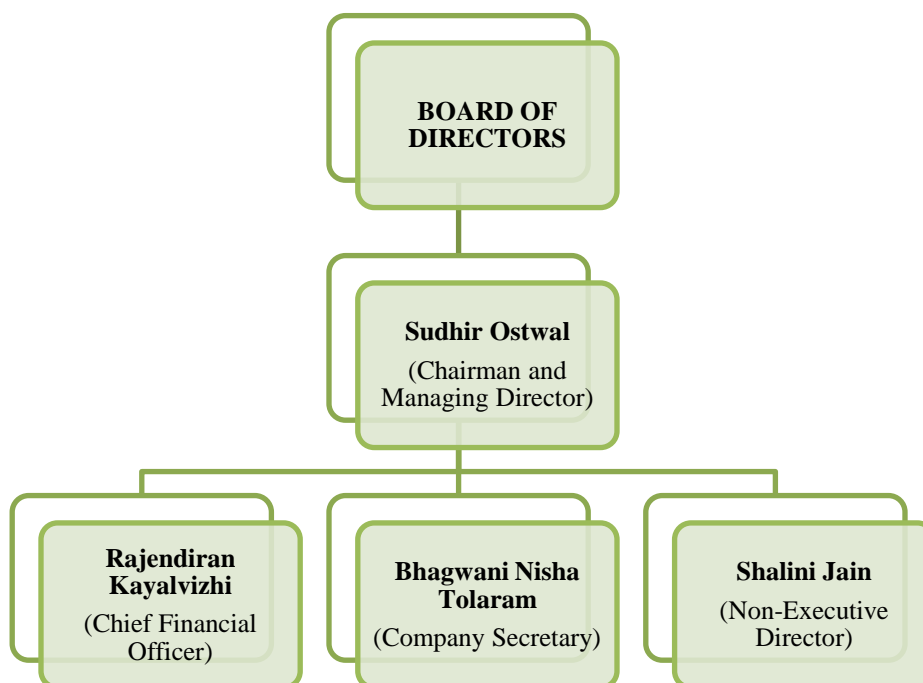 BOARD OF
DIRECTORS
Sudhir Ostwal
(Chairman and
Managing Director)
Rajendiran
Kayalvizhi
(Chief Financial
Officer)
Bhagwani Nisha
Tolaram
(Company Secretary)
Shalini Jain
(Non-Executive
Director)